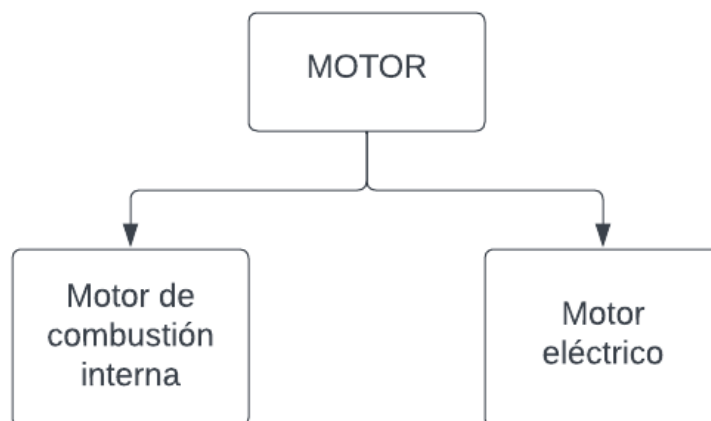 MOTOR
Motor de
combustión
interna
Motor
eléctrico